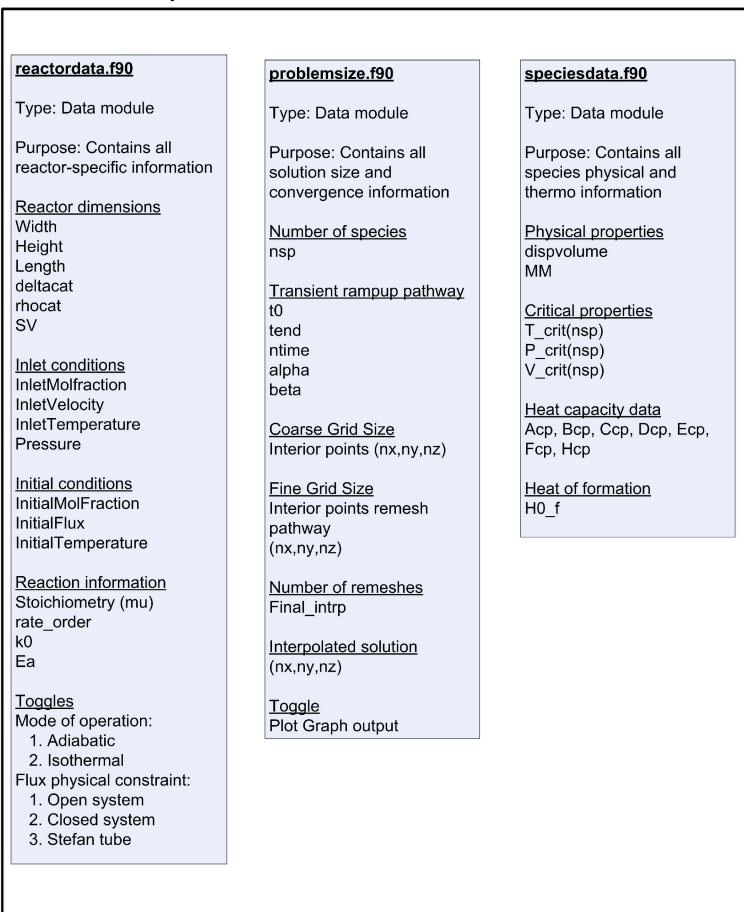 reactordata.f90
Type: Data module
Purpose: Contains all
reactor-specific information
Reactor dimensions
Width
Height
Length
deltacat
rhocat
SV
Inlet conditions
InletMolfraction
InletVelocity
InletTemperature
Pressure
Initial conditions
InitialMolFraction
InitialFlux
InitialTemperature
Reaction information
Stoichiometry (mu)
rate_order
k0
Ea
Toggles
Mode of operation:
1. Adiabatic
2. Isothermal
Flux physical constraint:
1. Open system
2. Closed system
3. Stefan tube
problemsize.f90
Type: Data module
Purpose: Contains all
solution size and
convergence information
Number of species
nsp
Transient rampup pathway
t0
tend
ntime
alpha
beta
Coarse Grid Size
Interior points (nx,ny,nz)
Fine Grid Size
Interior points remesh
pathway
(nx,ny,nz)
Number of remeshes
Final_intrp
Interpolated solution
(nx,ny,nz)
Toggle
Plot Graph output
speciesdata.f90
Type: Data module
Purpose: Contains all
species physical and
thermo information
Physical properties
dispvolume
MM
Critical properties
T_crit(nsp)
P_crit(nsp)
V_crit(nsp)
Heat capacity data
Acp, Bcp, Ccp, Dcp, Ecp,
Fcp, Hcp
Heat of formation
H0_f